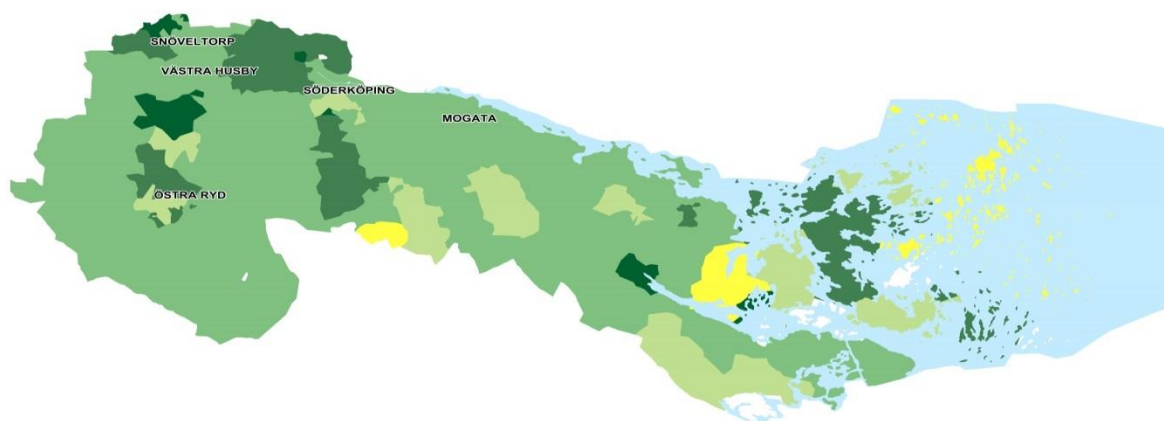 SNÖVELTORP
VÄSTRA HUSBY
SÖDERKÖPING
MOGATA
ÖSTRA RYD